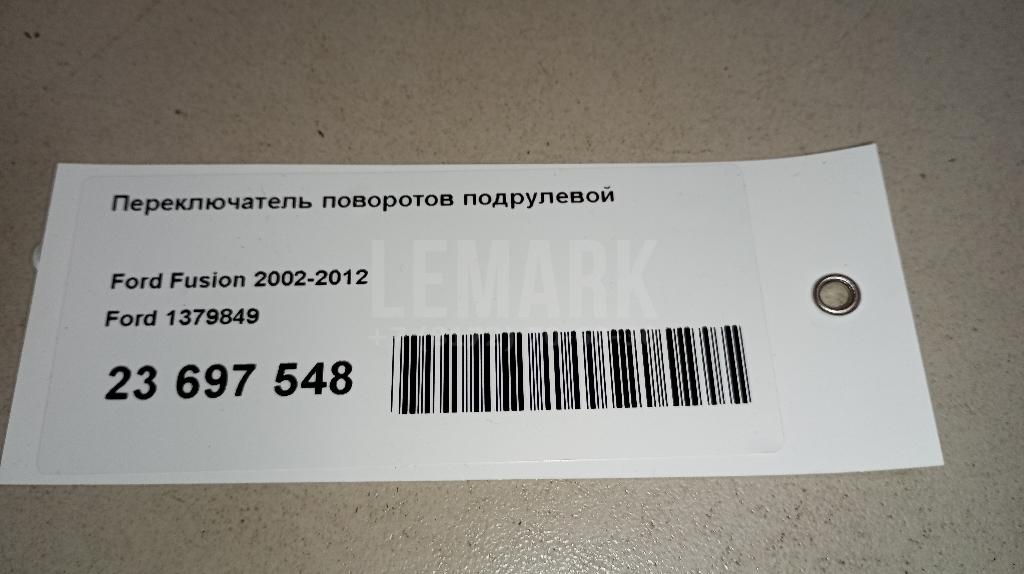 Переключатель поворотов подрулевой
Ford Fusion 2002-2012
Ford 1379849
23 697 548
LEMARK